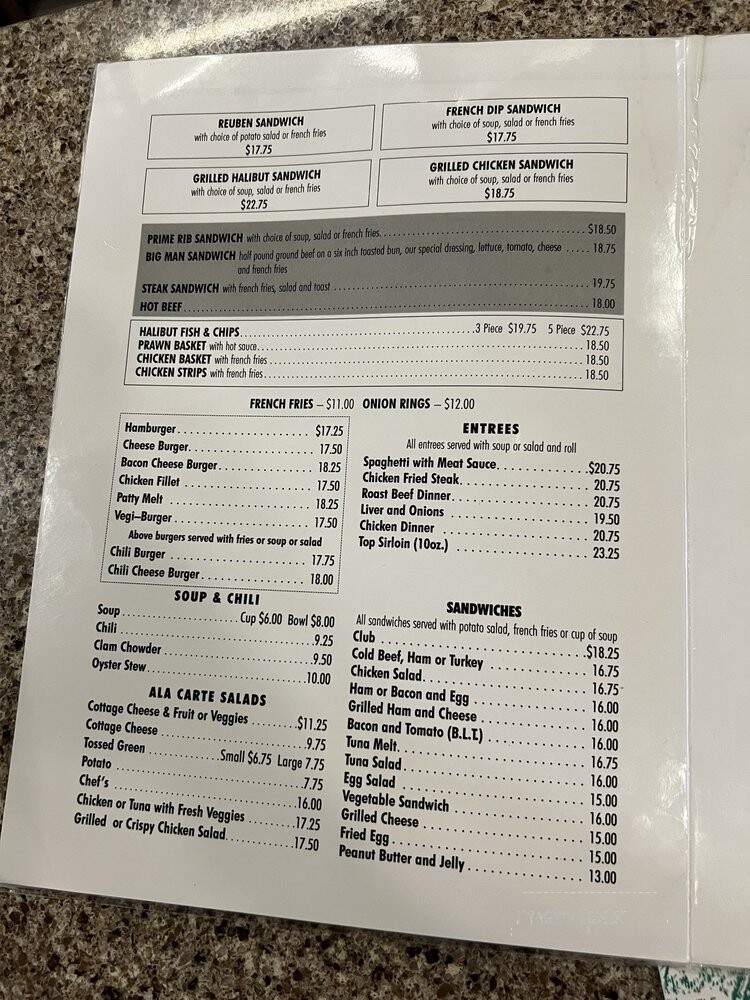 REUBEN SANDWICH
with choice of potato salad or french fries
$17.75
FRENCH DIP SANDWICH
with choice of soup, salad or french fries
$17.75
GRILLED HALIBUT SANDWICH
with choice of soup, salad or french fries
$22.75
GRILLED CHICKEN SANDWICH
with choice of soup, salad or french fries
$18.75
PRIME RIB SANDWICH with choice of soup, salad or french fries. $18.50
BIG MAN SANDWICH half pound ground beef on a six inch toasted bun, our special dressing, lettuce, tomato, cheese ..... 18.75
and french fries
STEAK SANDWICH with french fries, salad and toast ..... 19.75
HOT BEEF ..... 18.00
HALIBUT FISH & CHIPS ..... 3 Piece $19.75 5 Piece $22.75
PRAWN BASKET with hot sauce ..... 18.50
CHICKEN BASKET with french fries ..... 18.50
CHICKEN STRIPS with french fries ..... 18.50
FRENCH FRIES – $11.00 ONION RINGS – $12.00
Hamburger ..... $17.25
Cheese Burger ..... 17.50
Bacon Cheese Burger ..... 18.25
Chicken Fillet ..... 17.50
Patty Melt ..... 18.25
Vegi–Burger ..... 17.50
Above burgers served with fries or soup or salad
Chili Burger ..... 17.75
Chili Cheese Burger ..... 18.00
SOUP & CHILI
Soup ..... Cup $6.00 Bowl $8.00
Chili ..... 9.25
Clam Chowder ..... 9.50
Oyster Stew ..... 10.00
ALA CARTE SALADS
Cottage Cheese & Fruit or Veggies ..... $11.25
Cottage Cheese ..... 9.75
Tossed Green ..... Small $6.75 Large 7.75
Potato ..... 7.75
Chef's ..... 16.00
Chicken or Tuna with Fresh Veggies ..... 17.25
Grilled or Crispy Chicken Salad ..... 17.50
ENTREES
All entrees served with soup or salad and roll
Spaghetti with Meat Sauce ..... $20.75
Chicken Fried Steak ..... 20.75
Roast Beef Dinner ..... 20.75
Liver and Onions ..... 19.50
Chicken Dinner ..... 20.75
Top Sirloin (10oz.) ..... 23.25
SANDWICHES
All sandwiches served with potato salad, french fries or cup of soup
Club ..... $18.25
Cold Beef, Ham or Turkey ..... 16.75
Chicken Salad ..... 16.75
Ham or Bacon and Egg ..... 16.00
Grilled Ham and Cheese ..... 16.00
Bacon and Tomato (B.L.T.) ..... 16.00
Tuna Melt ..... 16.75
Tuna Salad ..... 16.00
Egg Salad ..... 15.00
Vegetable Sandwich ..... 16.00
Grilled Cheese ..... 15.00
Fried Egg ..... 15.00
Peanut Butter and Jelly ..... 13.00